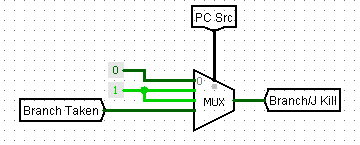 PC Src
0
0
1
MUX
Branch/J Kill
Branch Taken